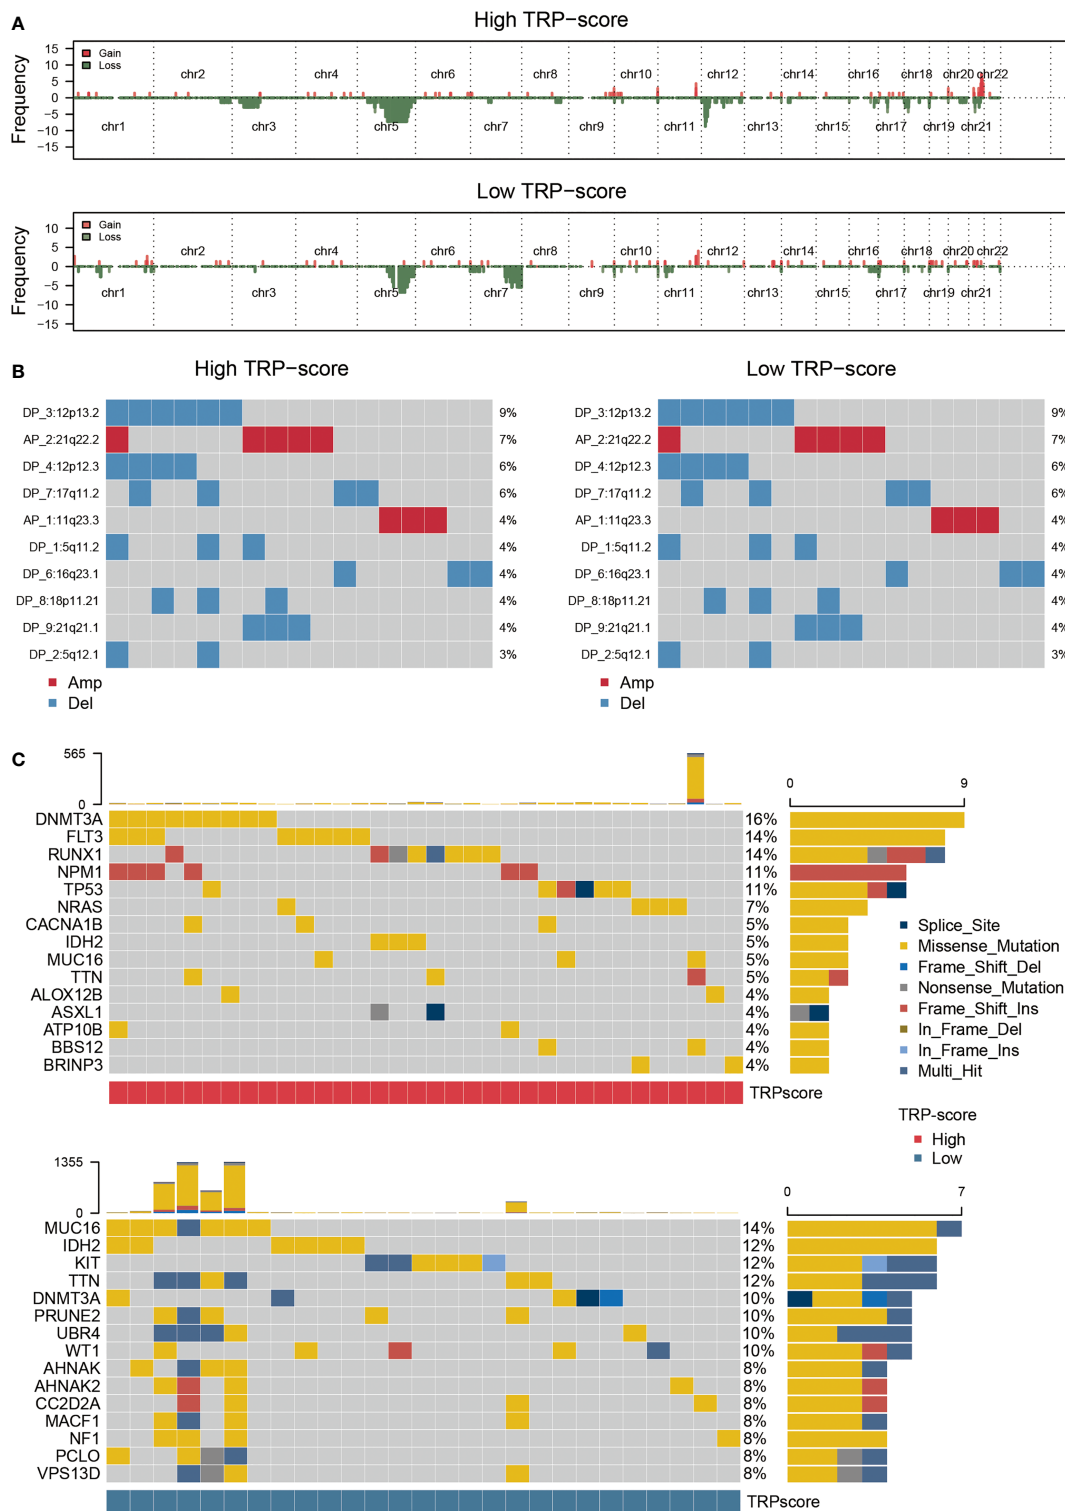 A
High TRP-score
Frequency
15
10
5
0
-5
-10
-15
Gain
Loss
chr2 chr4 chr6 chr8 chr10 chr12 chr14 chr16 chr18 chr20 chr22
chr1 chr3 chr5 chr7 chr9 chr11 chr13 chr15 chr17 chr19 chr21
Low TRP-score
Frequency
10
5
0
-5
-10
-15
Gain
Loss
chr2 chr4 chr6 chr8 chr10 chr12 chr14 chr16 chr18 chr20 chr22
chr1 chr3 chr5 chr7 chr9 chr11 chr13 chr15 chr17 chr19 chr21
B
High TRP-score
DP_3:12p13.2 9%
AP_2:21q22.2 7%
DP_4:12p12.3 6%
DP_7:17q11.2 6%
AP_1:11q23.3 4%
DP_1:5q11.2 4%
DP_6:16q23.1 4%
DP_8:18p11.21 4%
DP_9:21q21.1 4%
DP_2:5q12.1 3%
Amp
Del
Low TRP-score
DP_3:12p13.2 9%
AP_2:21q22.2 7%
DP_4:12p12.3 6%
DP_7:17q11.2 6%
AP_1:11q23.3 4%
DP_1:5q11.2 4%
DP_6:16q23.1 4%
DP_8:18p11.21 4%
DP_9:21q21.1 4%
DP_2:5q12.1 3%
Amp
Del
C
565
0
0 9
DNMT3A 16%
FLT3 14%
RUNX1 14%
NPM1 11%
TP53 11%
NRAS 7%
CACNA1B 5%
IDH2 5%
MUC16 5%
TTN 5%
ALOX12B 4%
ASXL1 4%
ATP10B 4%
BBS12 4%
BRINP3 4%
TRPscore
Splice_Site
Missense_Mutation
Frame_Shift_Del
Nonsense_Mutation
Frame_Shift_Ins
In_Frame_Del
In_Frame_Ins
Multi_Hit
TRP-score
High
Low
1355
0
0 7
MUC16 14%
IDH2 12%
KIT 12%
TTN 12%
DNMT3A 10%
PRUNE2 10%
UBR4 10%
WT1 10%
AHNAK 8%
AHNAK2 8%
CC2D2A 8%
MACF1 8%
NF1 8%
PCLO 8%
VPS13D 8%
TRPscore